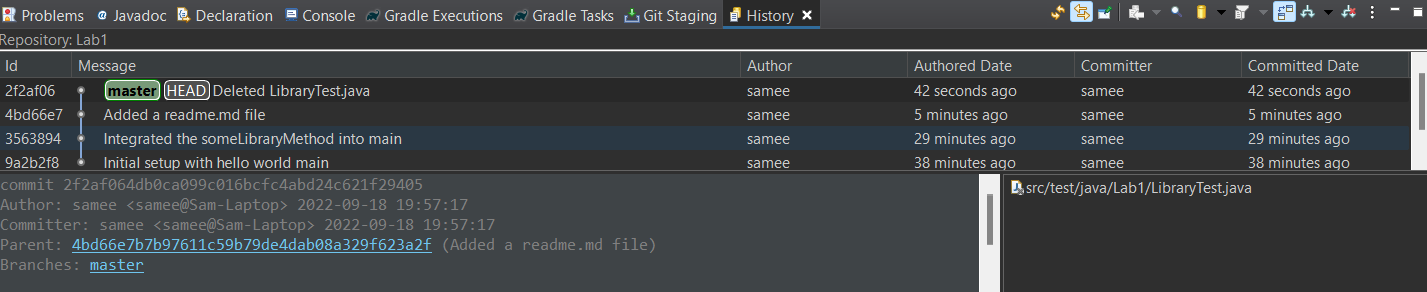 Problems @ Javadoc Declaration Console Gradle Executions Gradle Tasks Git Staging History
Repository: Lab1
Id Message Author Authored Date Committer Committed Date
2f2af06 master HEAD Deleted LibraryTest.java samee 42 seconds ago samee 42 seconds ago
4bd66e7 Added a readme.md file samee 5 minutes ago samee 5 minutes ago
3563894 Integrated the someLibraryMethod into main samee 29 minutes ago samee 29 minutes ago
9a2b2f8 Initial setup with hello world main samee 38 minutes ago samee 38 minutes ago
commit 2f2af064db0ca099c016bcfc4abd24c621f29405
Author: samee <samee@Sam-Laptop> 2022-09-18 19:57:17
Committer: samee <samee@Sam-Laptop> 2022-09-18 19:57:17
Parent: 4bd66e7b7b97611c59b79de4dab08a329f623a2f (Added a readme.md file)
Branches: master
src/test/java/Lab1/LibraryTest.java